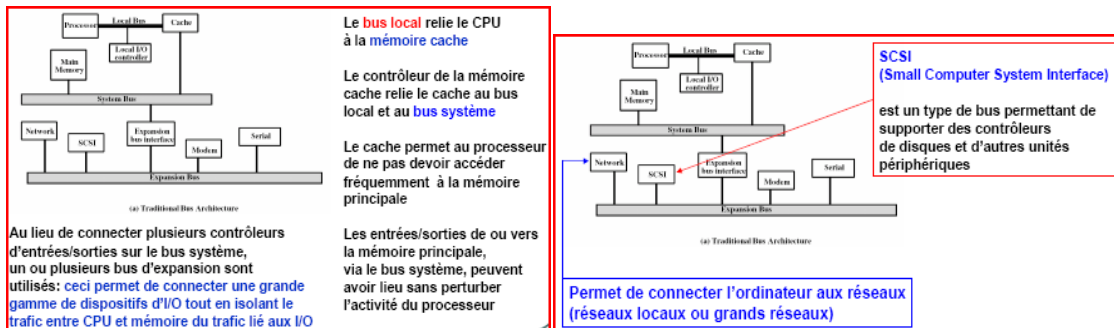 Local Bus
Processor
Cache
Local I/O
controller
Main
Memory
System Bus
Network
SCSI
Expansion
bus interface
Modem
Serial
Expansion Bus
(a) Traditional Bus Architecture
Au lieu de connecter plusieurs contrôleurs
d'entrées/sorties sur le bus système,
un ou plusieurs bus d'expansion sont
utilisés: ceci permet de connecter une grande
gamme de dispositifs d'I/O tout en isolant le
trafic entre CPU et mémoire du trafic lié aux I/O
Le bus local relie le CPU
à la mémoire cache
Le contrôleur de la mémoire
cache relie le cache au bus
local et au bus système
Le cache permet au processeur
de ne pas devoir accéder
fréquemment à la mémoire
principale
Les entrées/sorties de ou vers
la mémoire principale,
via le bus système, peuvent
avoir lieu sans perturber
l'activité du processeur
Local Bus
Processor
Cache
Local I/O
controller
Main
Memory
System Bus
Network
SCSI
Expansion
bus interface
Modem
Serial
Expansion Bus
(a) Traditional Bus Architecture
SCSI
(Small Computer System Interface)
est un type de bus permettant de
supporter des contrôleurs
de disques et d'autres unités
périphériques
Permet de connecter l'ordinateur aux réseaux
(réseaux locaux ou grands réseaux)